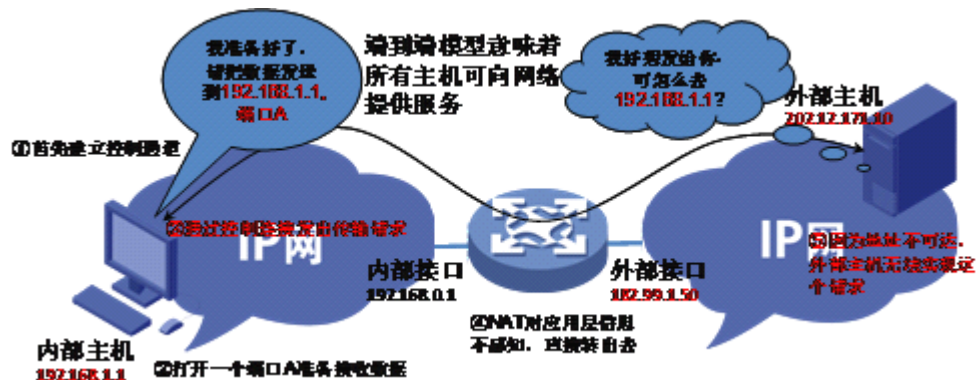 我准备好了，
请把数据发送
到192.168.1.1，
端口A
端到端模型意味着
所有主机可向网络
提供服务
我好想发给你，
可怎么去
192.168.1.1？
外部主机
202.12.178.10
①首先建立控制通道
③通过控制连接发出传输请求
IP网
IP网
⑤因为地址不可达，
外部主机无法实现这
个请求
内部接口
192.168.0.1
外部接口
182.99.1.50
④NAT对应用层信息
不感知，直接转出去
内部主机
192.168.1.1
②打开一个端口A准备接收数据